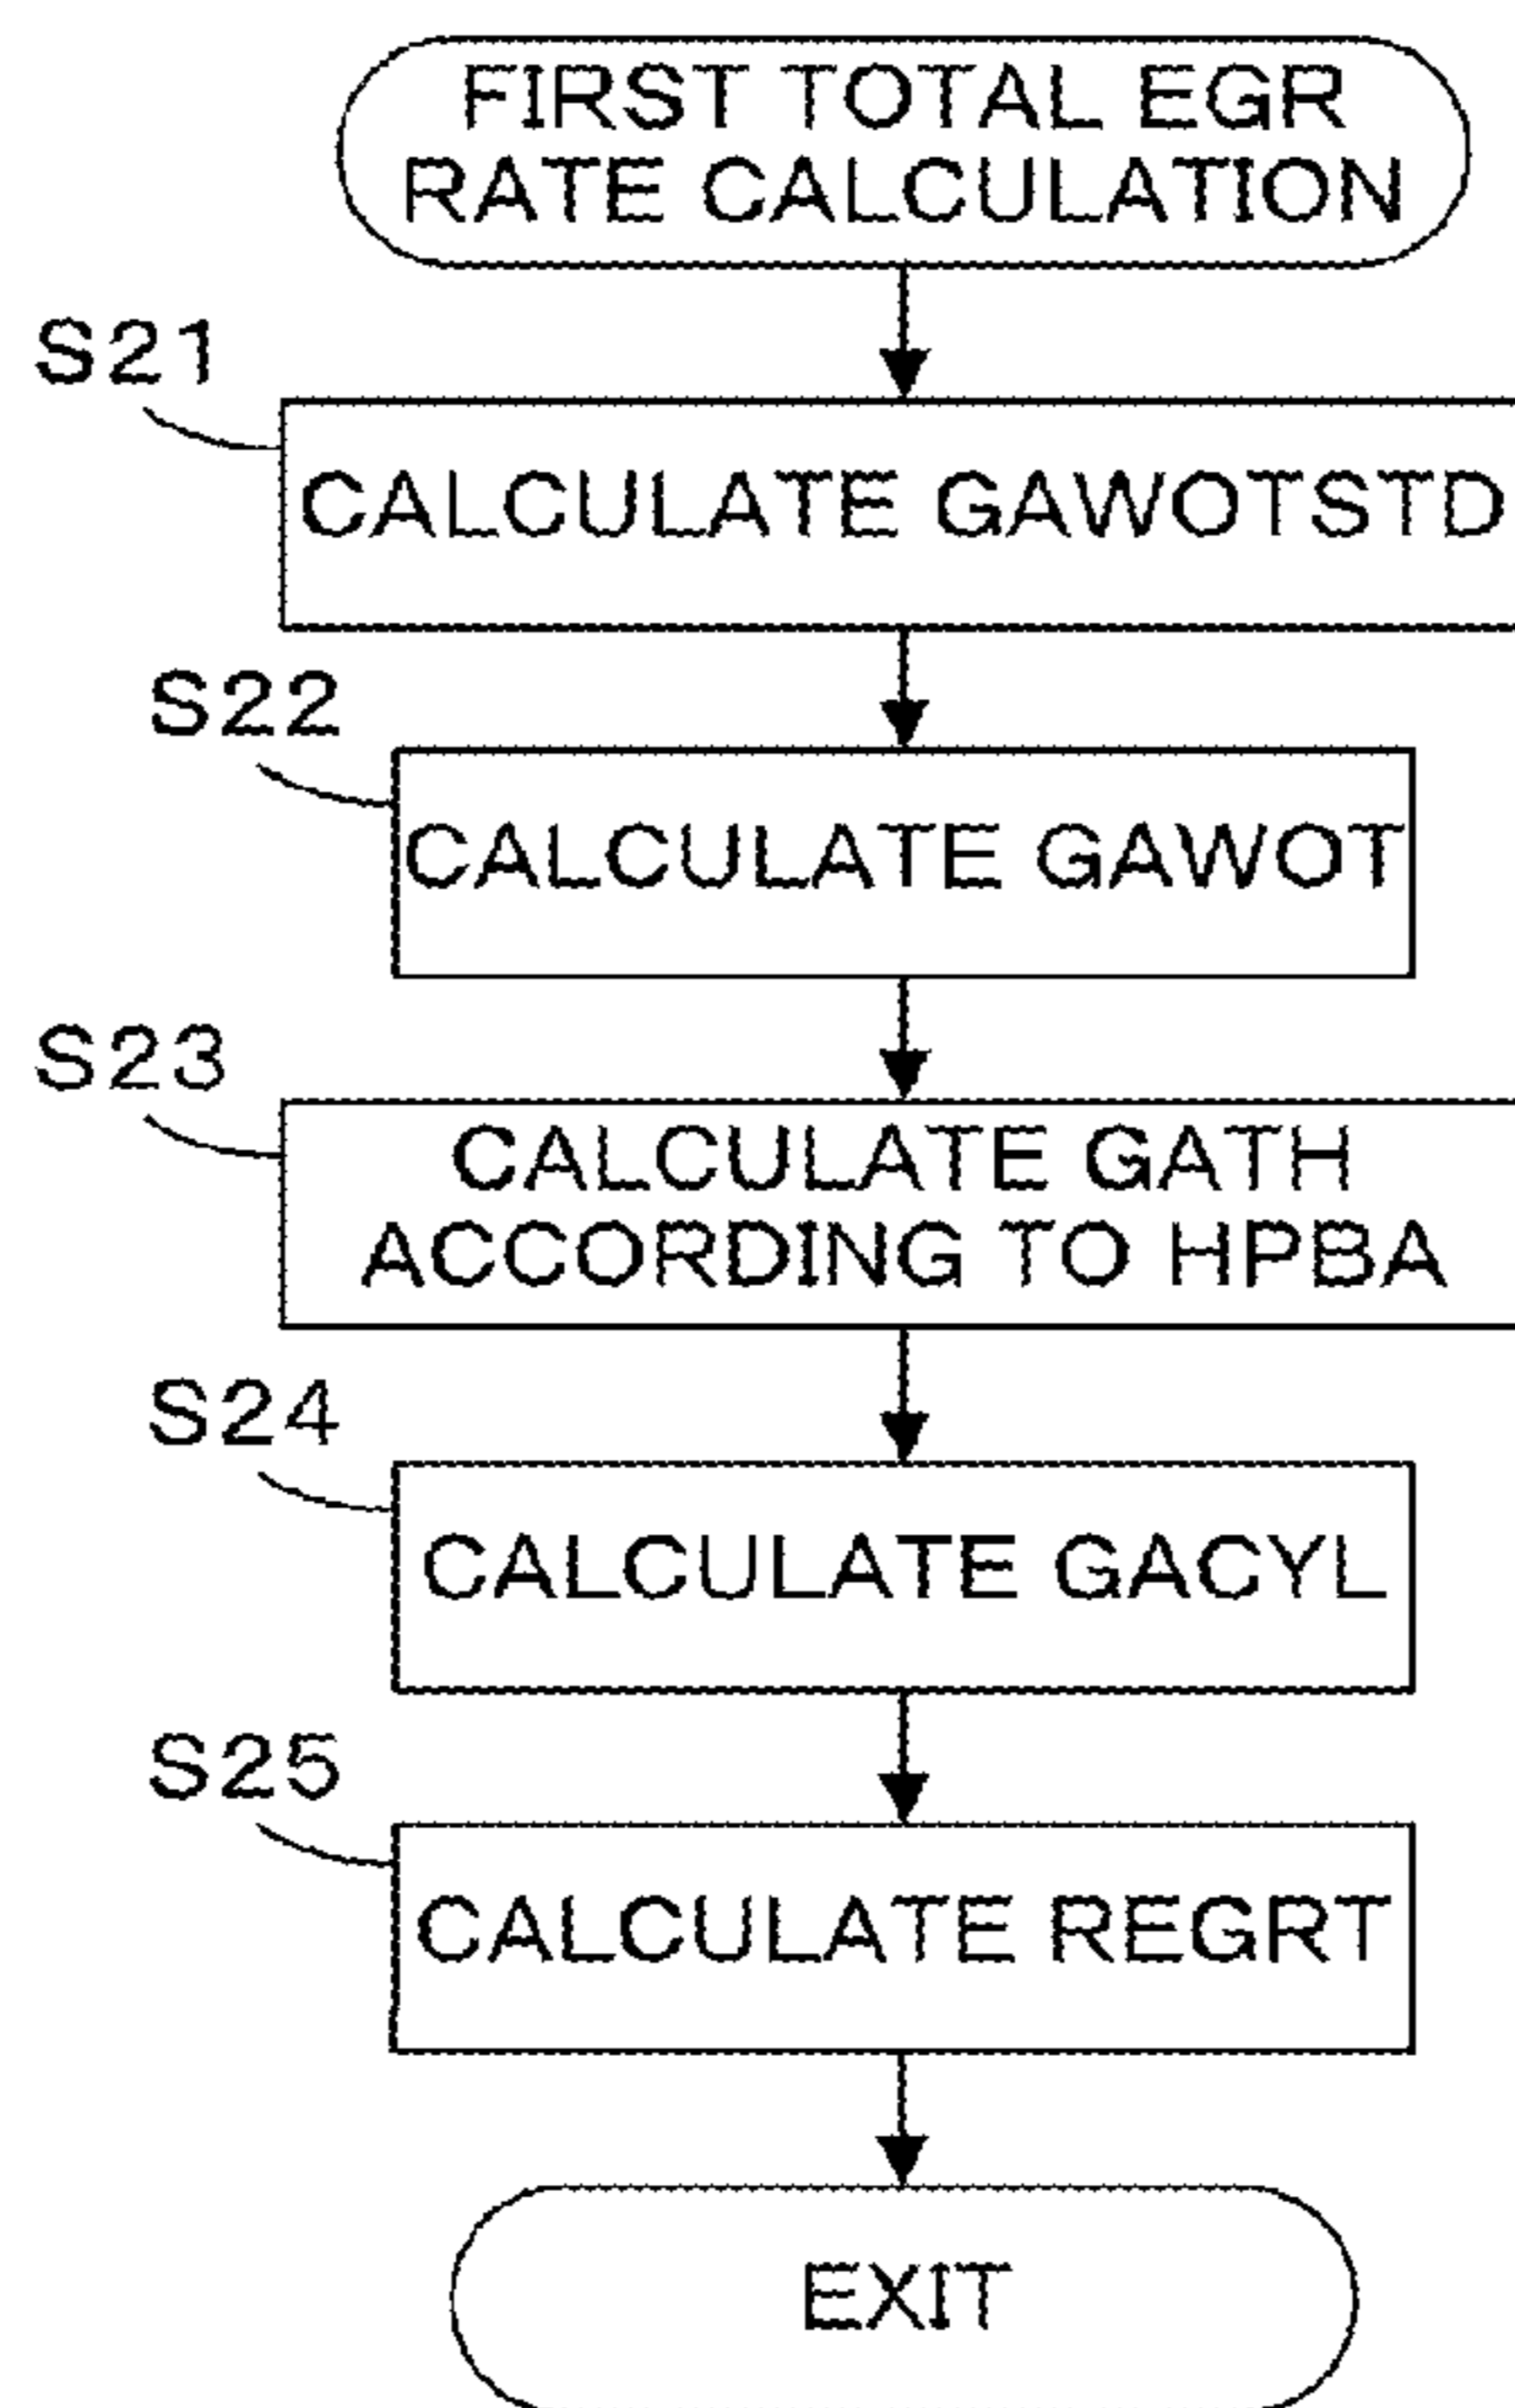 FIRST TOTAL EGR
RATE CALCULATION
S21
CALCULATE GAWOTSTD
S22
CALCULATE GAWOT
S23
CALCULATE GATH
ACCORDING TO HPBA
S24
CALCULATE GACYL
S25
CALCULATE REGRT
EXIT